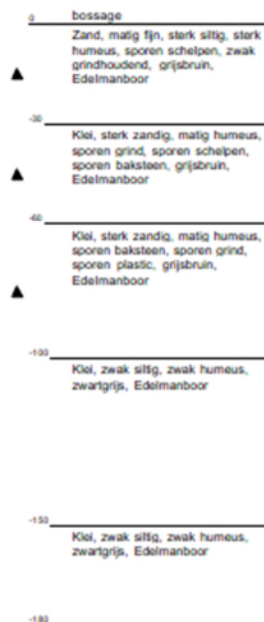 0 bossage
Zand, matig fijn, sterk siltig, sterk
humeus, sporen schelpen, zwak
grindhoudend, grijsbruin,
Edelmanboor
-30
Klei, sterk zandig, matig humeus,
sporen grind, sporen schelpen,
sporen baksteen, grijsbruin,
Edelmanboor
-60
Klei, sterk zandig, matig humeus,
sporen baksteen, sporen grind,
sporen plastic, grijsbruin,
Edelmanboor
-100
Klei, zwak siltig, zwak humeus,
zwartgrijs, Edelmanboor
-150
Klei, zwak siltig, zwak humeus,
zwartgrijs, Edelmanboor
-190